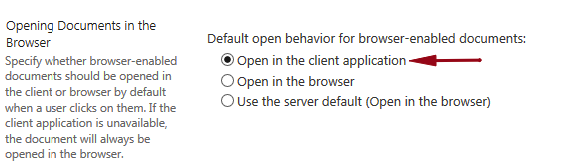 Opening Documents in the
Browser
Specify whether browser-enabled
documents should be opened in
the client or browser by default
when a user clicks on them. If the
client application is unavailable,
the document will always be
opened in the browser.
Default open behavior for browser-enabled documents:
Open in the client application
Open in the browser
Use the server default (Open in the browser)